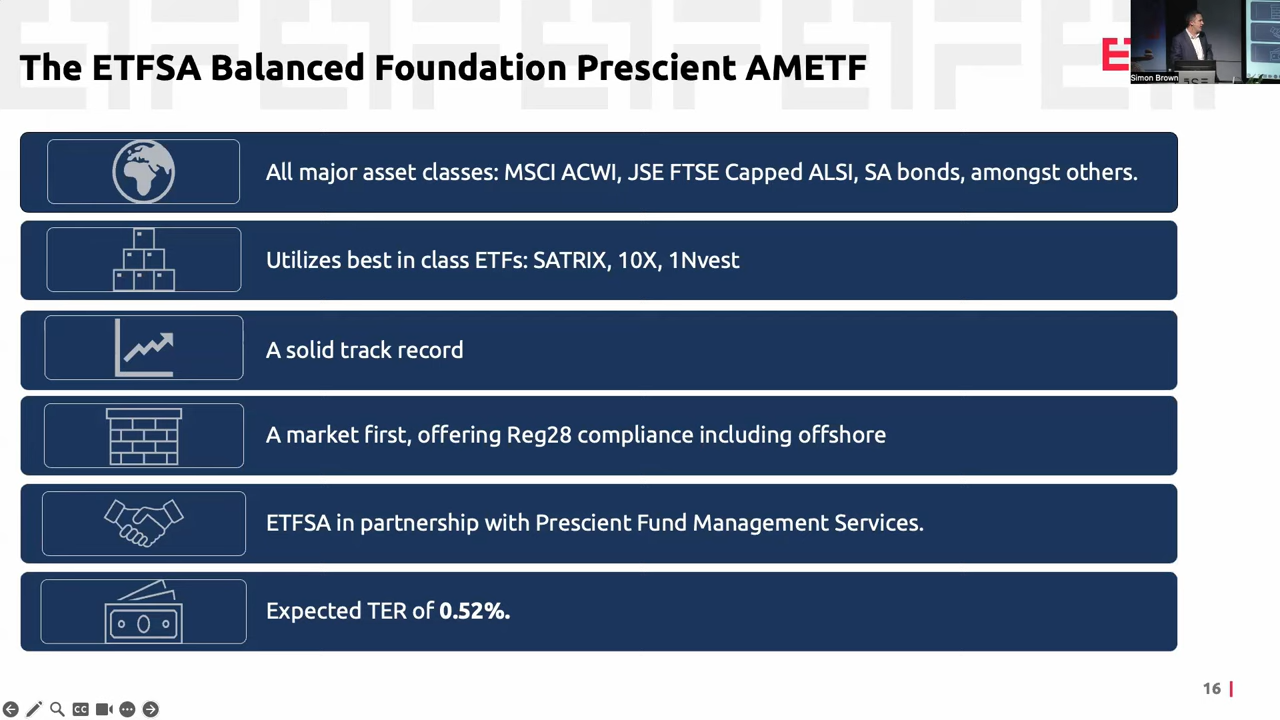 The ETFSA Balanced Foundation Prescient AMETF
Simon Brown
All major asset classes: MSCI ACWI, JSE FTSE Capped ALSI, SA bonds, amongst others.
Utilizes best in class ETFs: SATRIX, 10X, 1Nvest
A solid track record
A market first, offering Reg28 compliance including offshore
ETFSA in partnership with Prescient Fund Management Services.
Expected TER of 0.52%.
16
CC